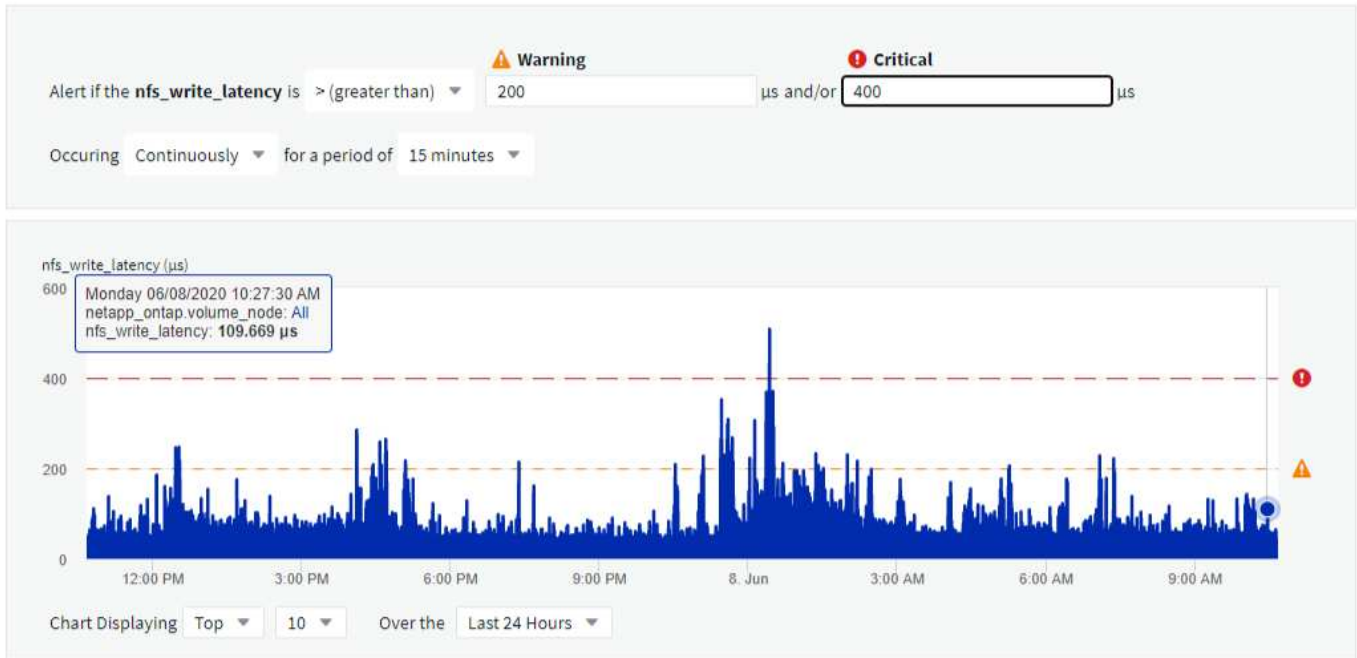 Warning
Critical
Alert if the nfs_write_latency is > (greater than) 200 µs and/or 400 µs
Occuring Continuously for a period of 15 minutes
nfs_write_latency (µs)
600
Monday 06/08/2020 10:27:30 AM
netapp_ontap.volume_node: All
nfs_write_latency: 109.669 µs
400
200
0
12:00 PM 3:00 PM 6:00 PM 9:00 PM 8. Jun 3:00 AM 6:00 AM 9:00 AM
Chart Displaying Top 10 Over the Last 24 Hours